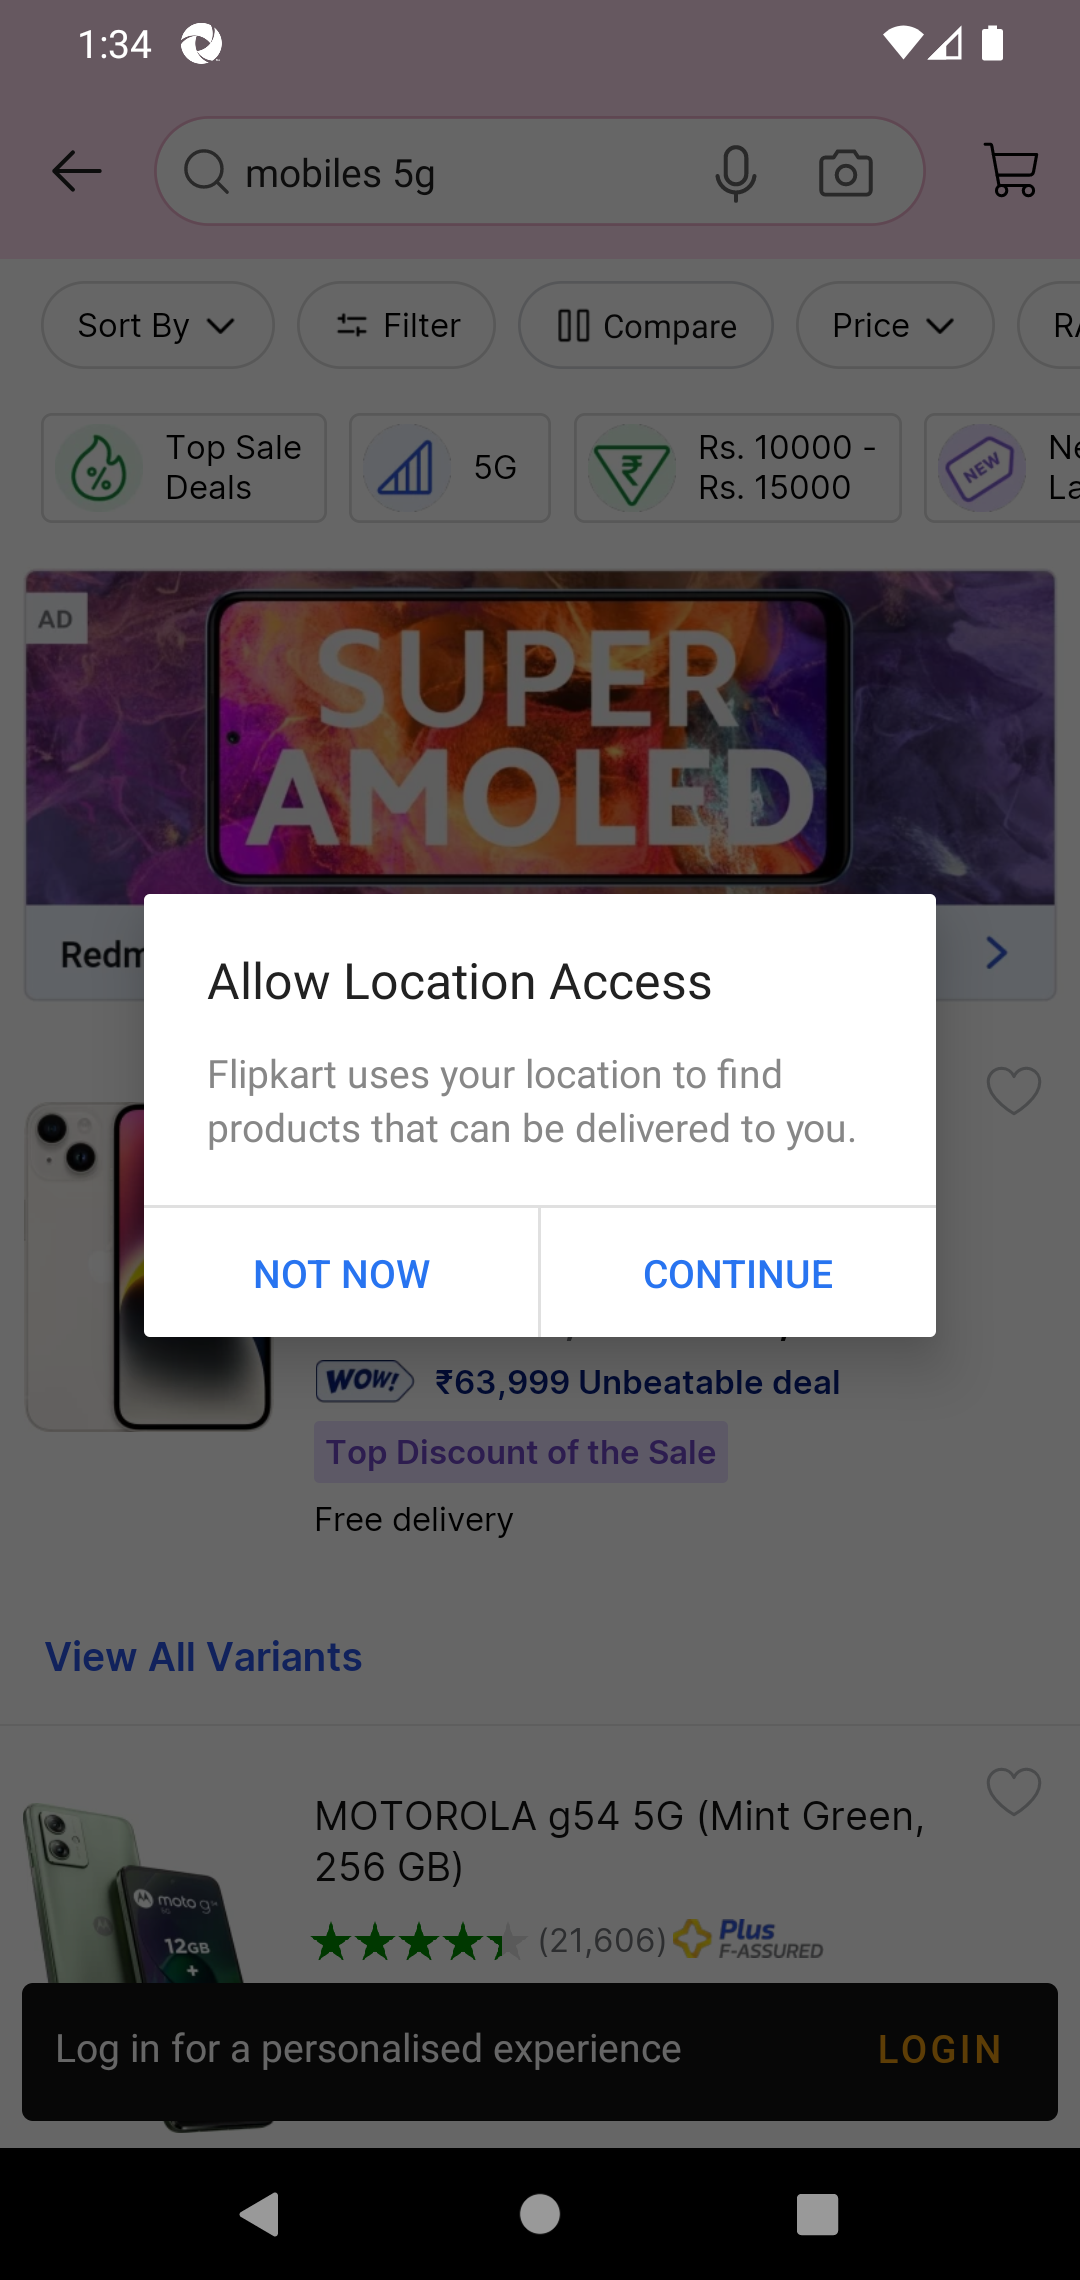 1:34
mobiles 5g
Sort By
Filter
Compare
Price
RA
Top Sale
Deals
5G
Rs. 10000 -
Rs. 15000
NEW
Ne
La
AD
SUPER
AMOLED
Redm
Allow Location Access
Flipkart uses your location to find
products that can be delivered to you.
NOT NOW
CONTINUE
WOW!
₹63,999 Unbeatable deal
Top Discount of the Sale
Free delivery
View All Variants
MOTOROLA g54 5G (Mint Green,
256 GB)
(21,606)
Plus
F-ASSURED
moto g54
12GB
+
Log in for a personalised experience
LOGIN